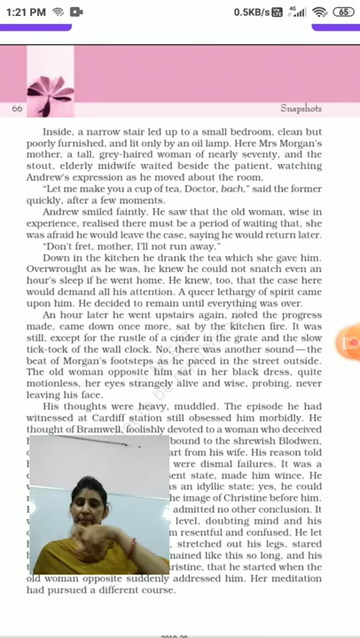 1:21 PM
0.5KB/s
4G
65
66
Snapshots
Inside, a narrow stair led up to a small bedroom, clean but
poorly furnished, and lit only by an oil lamp. Here Mrs Morgan's
mother, a tall, grey-haired woman of nearly seventy, and the
stout, elderly midwife waited beside the patient, watching
Andrew's expression as he moved about the room.
"Let me make you a cup of tea, Doctor, bach," said the former
quickly, after a few moments.
Andrew smiled faintly. He saw that the old woman, wise in
experience, realised there must be a period of waiting that, she
was afraid he would leave the case, saying he would return later.
"Don't fret, mother, I'll not run away."
Down in the kitchen he drank the tea which she gave him.
Overwrought as he was, he knew he could not snatch even an
hour's sleep if he went home. He knew, too, that the case here
would demand all his attention. A queer lethargy of spirit came
upon him. He decided to remain until everything was over.
An hour later he went upstairs again, noted the progress
made, came down once more, sat by the kitchen fire. It was
still, except for the rustle of a cinder in the grate and the slow
tick-tock of the wall clock. No, there was another sound — the
beat of Morgan's footsteps as he paced in the street outside.
The old woman opposite him sat in her black dress, quite
motionless, her eyes strangely alive and wise, probing, never
leaving his face.
His thoughts were heavy, muddled. The episode he had
witnessed at Cardiff station still obsessed him morbidly. He
thought of Bramwell, foolishly devoted to a woman who deceived
bound to the shrewish Blodwen,
art from his wife. His reason told
were dismal failures. It was a
sent state, made him wince. He
as an idyllic state; yes, he could
he image of Christine before him.
admitted no other conclusion. It
level, doubting mind and his
m resentful and confused. He let
, stretched out his legs, stared
mained like this so long, and his
hristine, that he started when the
old woman opposite suddenly addressed him. Her meditation
had pursued a different course.